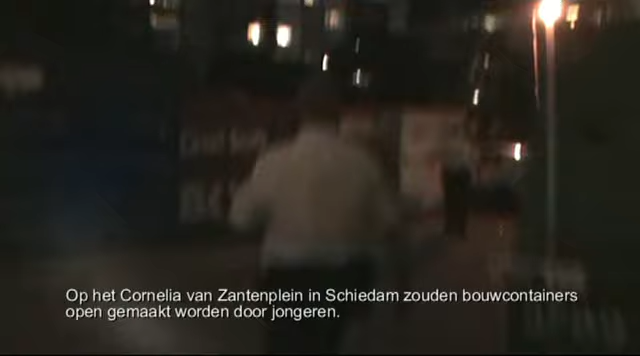 Op het Cornelia van Zantenplein in Schiedam zouden bouwcontainers
open gemaakt worden door jongeren.